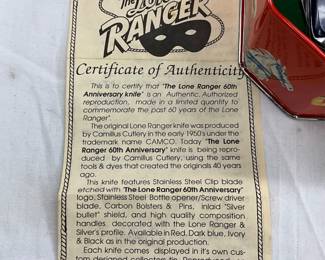 The LONE
RANGER
Certificate of Authenticity
This is to certify that "The Lone Ranger 60th
Anniversary knife" is an Authentic, Authorized
reproduction, made in a limited quantity to
commemorate the past 60 years of the Lone
Ranger".
The original Lone Ranger knife was produced
by Camillus Cutlery in the early 1950's under the
trademark name CAMCO. Today "The Lone
Ranger 60th Anniversary" knife is being repro-
duced by Camillus Cutlery, using the same
tools & dyes that created the originals 40 years
ago.
This knife features Stainless Steel Clip blade
etched with "The Lone Ranger 60th Anniversary"
logo, Stainless Steel Bottle opener/Screw driver
blade, Carbon Bolsters & Pins, inlaid "Silver
bullet" shield, and high quality composition
handles decorated with the Lone Ranger &
Silver's profile. Available in Red, Dark blue, Ivory
& Black as in the original production.
Each knife comes displayed in it's own cus-